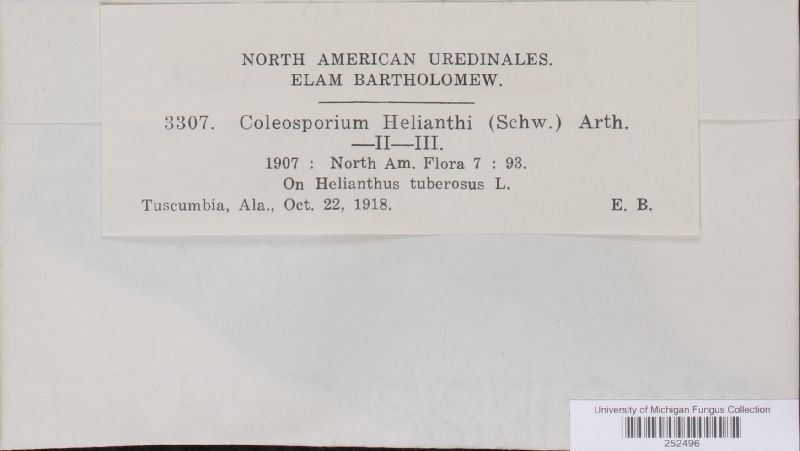 NORTH AMERICAN UREDINALES.
ELAM BARTHOLOMEW.
3307. Coleosporium Helianthi (Schw.) Arth.
—II—III.
1907 : North Am. Flora 7 : 93.
On Helianthus tuberosus L.
Tuscumbia, Ala., Oct. 22, 1918. E. B.
University of Michigan Fungus Collection
252496